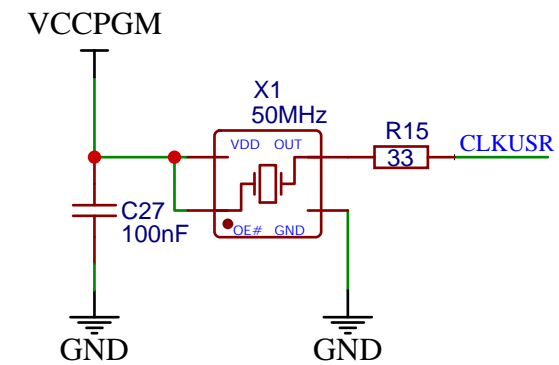 VCCPGM
X1
50MHz
VDD OUT
R15
33
CLKUSR
C27
100nF
OE# GND
GND
GND